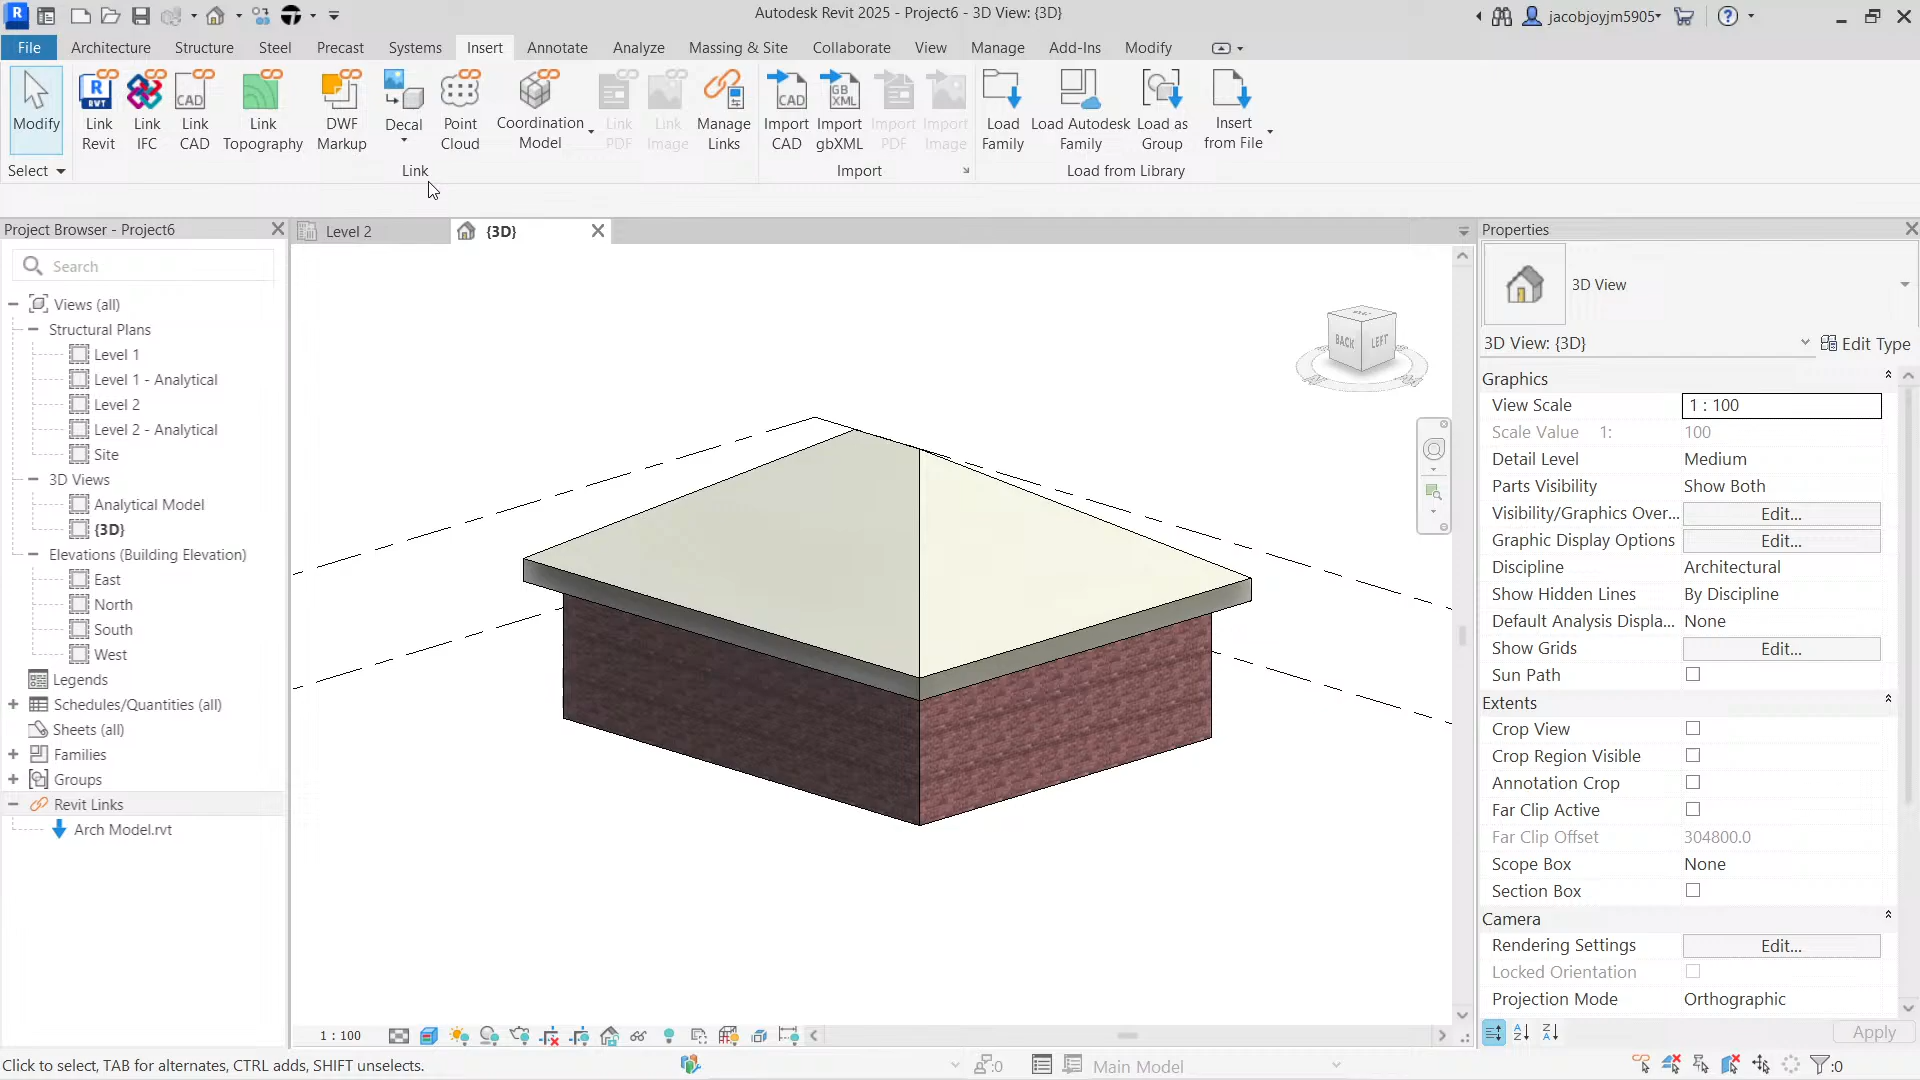 R
Autodesk Revit 2025 - Project6 - 3D View: {3D}
jacobjoyjm5905
?
File
Architecture
Structure
Steel
Precast
Systems
Insert
Annotate
Analyze
Massing & Site
Collaborate
View
Manage
Add-Ins
Modify
Modify
Link
Revit
Link
IFC
Link
CAD
Link
Topography
DWF
Markup
Decal
Point
Cloud
Coordination
Model
Link
PDF
Link
Image
Manage
Links
Import
CAD
Import
gbXML
Import
PDF
Import
Image
Load
Family
Load Autodesk
Family
Load as
Group
Insert
from File
R
RVT
CAD
CAD
GB
XML
Select
Link
Import
Load from Library
Project Browser - Project6
Search
Views (all)
Structural Plans
Level 1
Level 1 - Analytical
Level 2
Level 2 - Analytical
Site
3D Views
Analytical Model
{3D}
Elevations (Building Elevation)
East
North
South
West
Legends
Schedules/Quantities (all)
Sheets (all)
Families
Groups
Revit Links
Arch Model.rvt
Level 2
{3D}
BACK
LEFT
Properties
3D View
3D View: {3D}
Edit Type
Graphics
View Scale
1 : 100
Scale Value 1:
100
Detail Level
Medium
Parts Visibility
Show Both
Visibility/Graphics Over...
Edit...
Graphic Display Options
Edit...
Discipline
Architectural
Show Hidden Lines
By Discipline
Default Analysis Displa...
None
Show Grids
Edit...
Sun Path
Extents
Crop View
Crop Region Visible
Annotation Crop
Far Clip Active
Far Clip Offset
304800.0
Scope Box
None
Section Box
Camera
Rendering Settings
Edit...
Locked Orientation
Projection Mode
Orthographic
Apply
1 : 100
Click to select, TAB for alternates, CTRL adds, SHIFT unselects.
:0
Main Model
:0